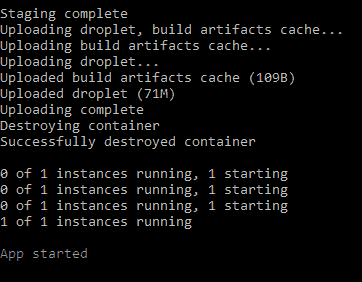 Staging complete
Uploading droplet, build artifacts cache...
Uploading build artifacts cache...
Uploading droplet...
Uploaded build artifacts cache (109B)
Uploaded droplet (71M)
Uploading complete
Destroying container
Successfully destroyed container
0 of 1 instances running, 1 starting
0 of 1 instances running, 1 starting
0 of 1 instances running, 1 starting
1 of 1 instances running
App started